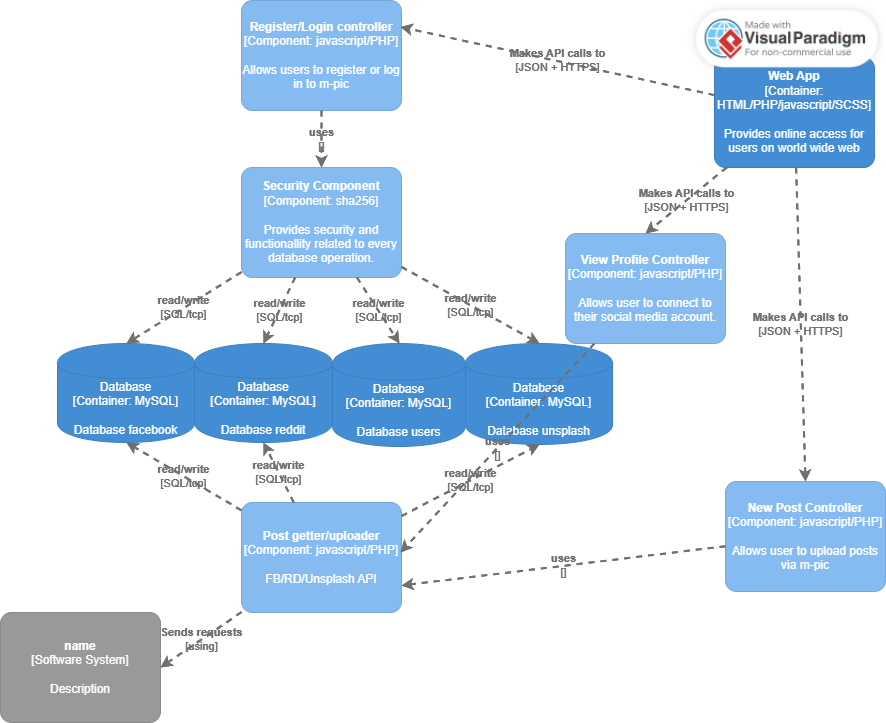 Register/Login controller
[Component: javascript/PHP]
Allows users to register or log
in to m-pic
Made with
VisualParadigm
For non-commercial use
Makes API calls to
[JSON + HTTPS]
Web App
[Container:
HTML/PHP/javascript/SCSS]
Provides online access for
users on world wide web
uses
[]
Security Component
[Component: sha256]
Provides security and
functionallity related to every
database operation.
Makes API calls to
[JSON + HTTPS]
View Profile Controller
[Component: javascript/PHP]
Allows user to connect to
their social media account.
read/write
[SQL/tcp]
read/write
[SQL/tcp]
read/write
[SQL/tcp]
read/write
[SQL/tcp]
Makes API calls to
[JSON + HTTPS]
Database
[Container: MySQL]
Database facebook
Database
[Container: MySQL]
Database reddit
Database
[Container: MySQL]
Database users
Database
[Container: MySQL]
Database unsplash
uses
[]
read/write
[SQL/tcp]
read/write
[SQL/tcp]
read/write
[SQL/tcp]
Post getter/uploader
[Component: javascript/PHP]
FB/RD/Unsplash API
New Post Controller
[Component: javascript/PHP]
Allows user to upload posts
via m-pic
uses
[]
Sends requests
[using]
name
[Software System]
Description